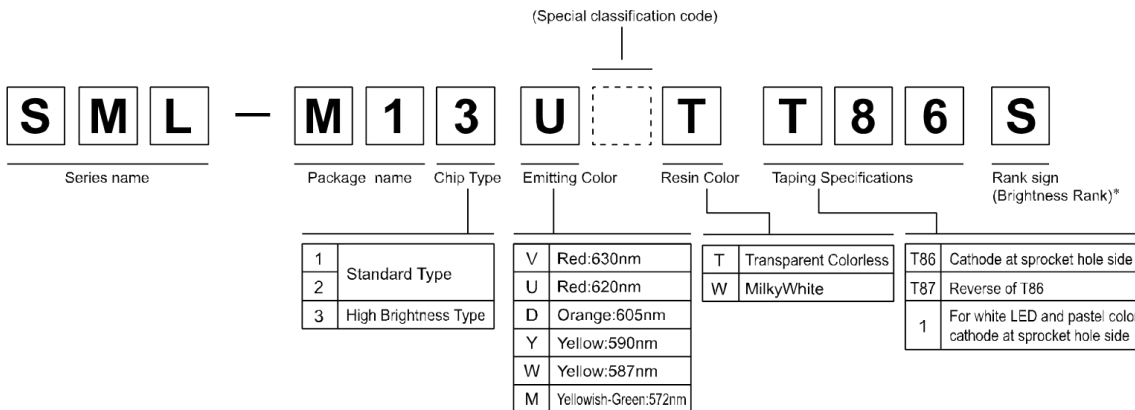 (Special classification code)
S M L — M 1 3 U T T 8 6 S
Series name
Package name
Chip Type
Emitting Color
Resin Color
Taping Specifications
Rank sign
(Brightness Rank)*
1
2
Standard Type
3 High Brightness Type
V Red:630nm
U Red:620nm
D Orange:605nm
Y Yellow:590nm
W Yellow:587nm
M Yellowish-Green:572nm
T Transparent Colorless
W MilkyWhite
T86 Cathode at sprocket hole side
T87 Reverse of T86
1 For white LED and pastel color
cathode at sprocket hole side